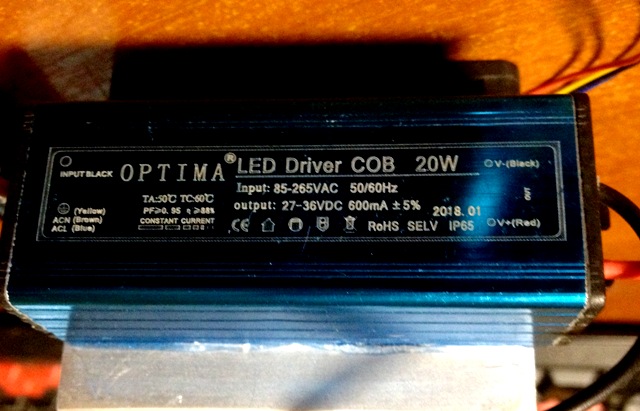 INPUT BLACK
OPTIMA® LED Driver COB 20W
V-(Black)
TA:50℃ TC:60℃
Input: 85-265VAC 50/60Hz
(Yellow)
PF≥0.95 η≥88%
output: 27-36VDC 600mA ±5%
2018.01
OUT
ACN (Brown)
CONSTANT CURRENT
ACL (Blue)
CE
RoHS SELV IP65
V+(Red)